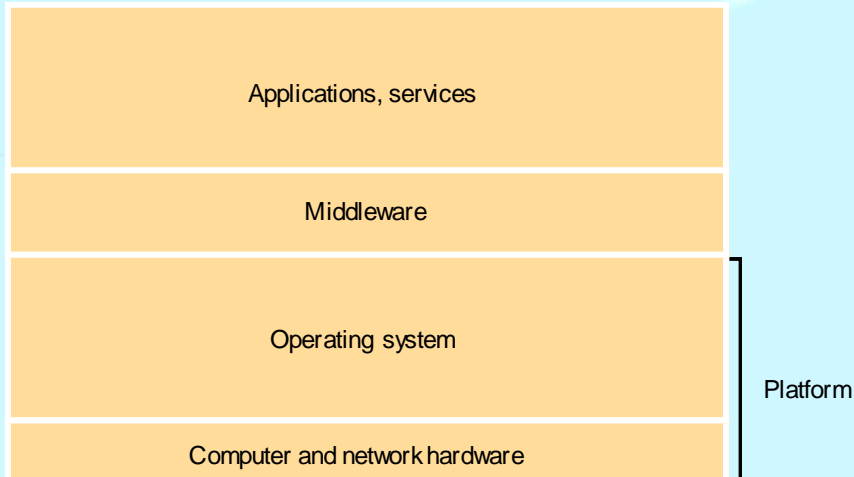 Applications, services
Middleware
Operating system
Platform
Computer and network hardware